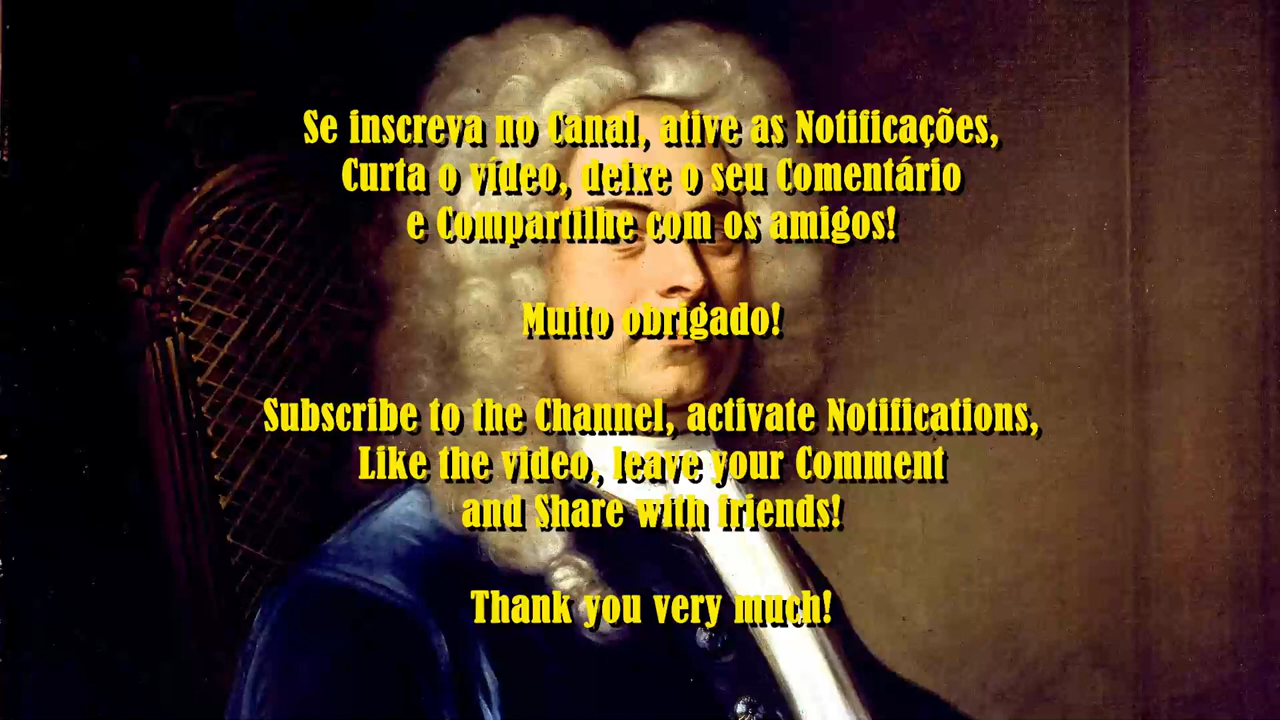 Se inscreva no Canal, ative as Notificações,
Curta o vídeo, deixe o seu Comentário
e Compartilhe com os amigos!
Muito obrigado!
Subscribe to the Channel, activate Notifications,
Like the video, leave your Comment
and Share with friends!
Thank you very much!